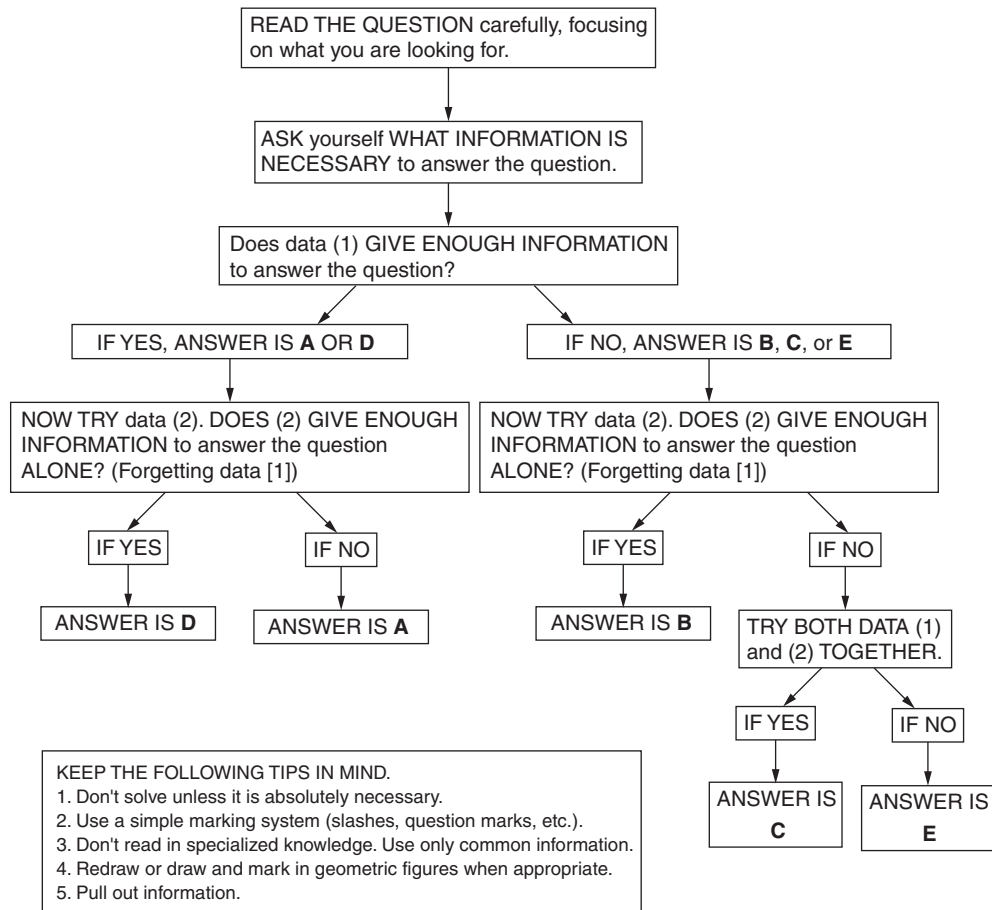 READ THE QUESTION carefully, focusing
on what you are looking for.
ASK yourself WHAT INFORMATION IS
NECESSARY to answer the question.
Does data (1) GIVE ENOUGH INFORMATION
to answer the question?
IF YES, ANSWER IS A OR D
IF NO, ANSWER IS B, C, or E
NOW TRY data (2). DOES (2) GIVE ENOUGH
INFORMATION to answer the question
ALONE? (Forgetting data [1])
NOW TRY data (2). DOES (2) GIVE ENOUGH
INFORMATION to answer the question
ALONE? (Forgetting data [1])
IF YES
IF NO
IF YES
IF NO
ANSWER IS D
ANSWER IS A
ANSWER IS B
TRY BOTH DATA (1)
and (2) TOGETHER.
IF YES
IF NO
ANSWER IS
C
ANSWER IS
E
KEEP THE FOLLOWING TIPS IN MIND.
1. Don't solve unless it is absolutely necessary.
2. Use a simple marking system (slashes, question marks, etc.).
3. Don't read in specialized knowledge. Use only common information.
4. Redraw or draw and mark in geometric figures when appropriate.
5. Pull out information.